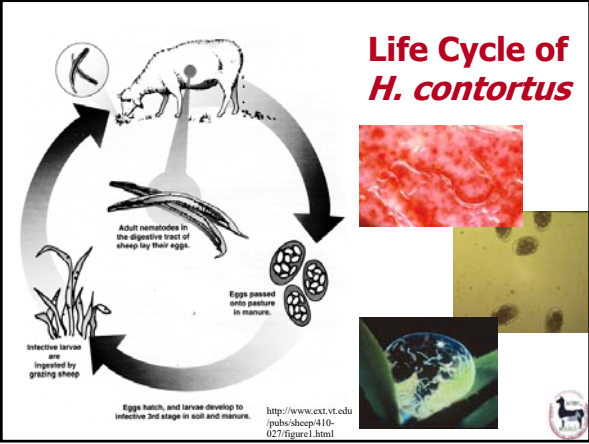 Life Cycle of
H. contortus
Adult nematodes in
the digestive tract of
sheep lay their eggs.
Eggs passed
onto pasture
in manure.
Infective larvae
are
ingested by
grazing sheep
Eggs hatch, and larvae develop to
infective 3rd stage in soil and manure.
http://www.ext.vt.edu
/pubs/sheep/410-
027/figure1.html